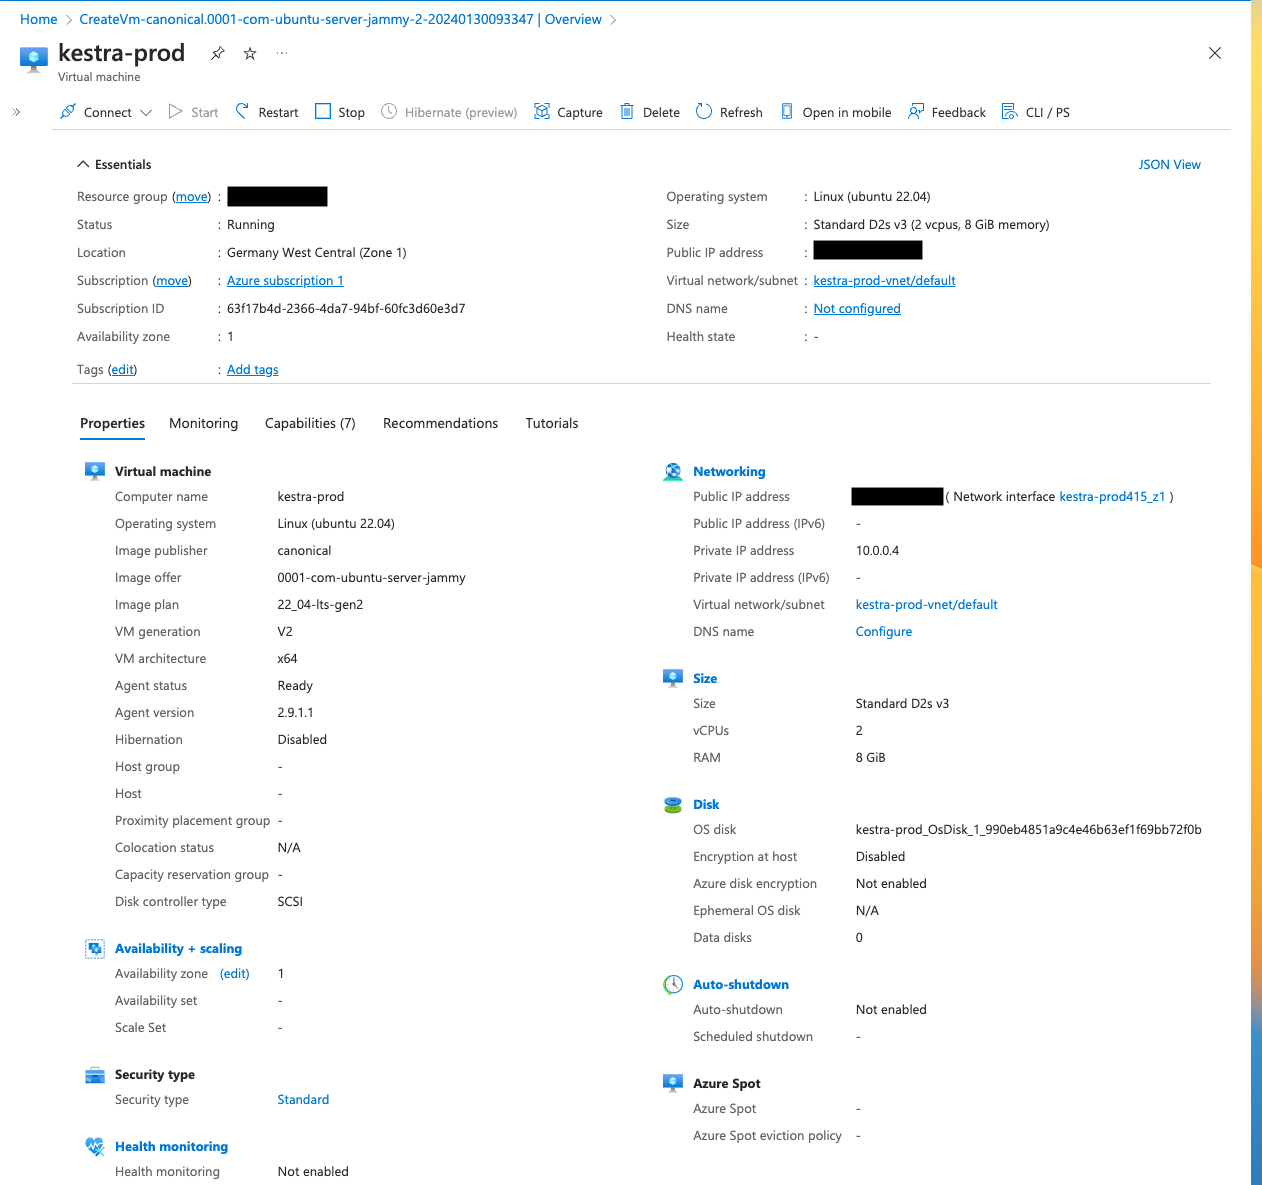 Home > CreateVm-canonical.0001-com-ubuntu-server-jammy-2-20240130093347 | Overview >
kestra-prod
Virtual machine
Connect Start Restart Stop Hibernate (preview) Capture Delete Refresh Open in mobile Feedback CLI / PS
Essentials JSON View
Resource group (move) :
Status : Running
Location : Germany West Central (Zone 1)
Subscription (move) : Azure subscription 1
Subscription ID : 63f17b4d-2366-4da7-94bf-60fc3d60e3d7
Availability zone : 1
Operating system : Linux (ubuntu 22.04)
Size : Standard D2s v3 (2 vcpus, 8 GiB memory)
Public IP address :
Virtual network/subnet : kestra-prod-vnet/default
DNS name : Not configured
Health state : -
Tags (edit) : Add tags
Properties Monitoring Capabilities (7) Recommendations Tutorials
Virtual machine
Computer name kestra-prod
Operating system Linux (ubuntu 22.04)
Image publisher canonical
Image offer 0001-com-ubuntu-server-jammy
Image plan 22_04-lts-gen2
VM generation V2
VM architecture x64
Agent status Ready
Agent version 2.9.1.1
Hibernation Disabled
Host group -
Host -
Proximity placement group -
Colocation status N/A
Capacity reservation group -
Disk controller type SCSI
Availability + scaling
Availability zone (edit) 1
Availability set -
Scale Set -
Security type
Security type Standard
Health monitoring
Health monitoring Not enabled
Networking
Public IP address ( Network interface kestra-prod415_z1 )
Public IP address (IPv6) -
Private IP address 10.0.0.4
Private IP address (IPv6) -
Virtual network/subnet kestra-prod-vnet/default
DNS name Configure
Size
Size Standard D2s v3
vCPUs 2
RAM 8 GiB
Disk
OS disk kestra-prod_OsDisk_1_990eb4851a9c4e46b63ef1f69bb72f0b
Encryption at host Disabled
Azure disk encryption Not enabled
Ephemeral OS disk N/A
Data disks 0
Auto-shutdown
Auto-shutdown Not enabled
Scheduled shutdown -
Azure Spot
Azure Spot -
Azure Spot eviction policy -